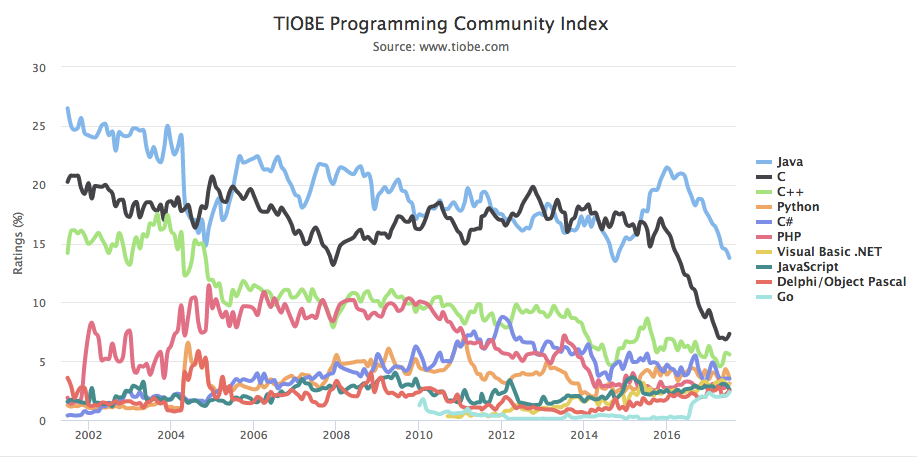 TIOBE Programming Community Index
Source: www.tiobe.com
Ratings (%)
30
25
20
15
10
5
0
2002 2004 2006 2008 2010 2012 2014 2016
Java
C
C++
Python
C#
PHP
Visual Basic .NET
JavaScript
Delphi/Object Pascal
Go